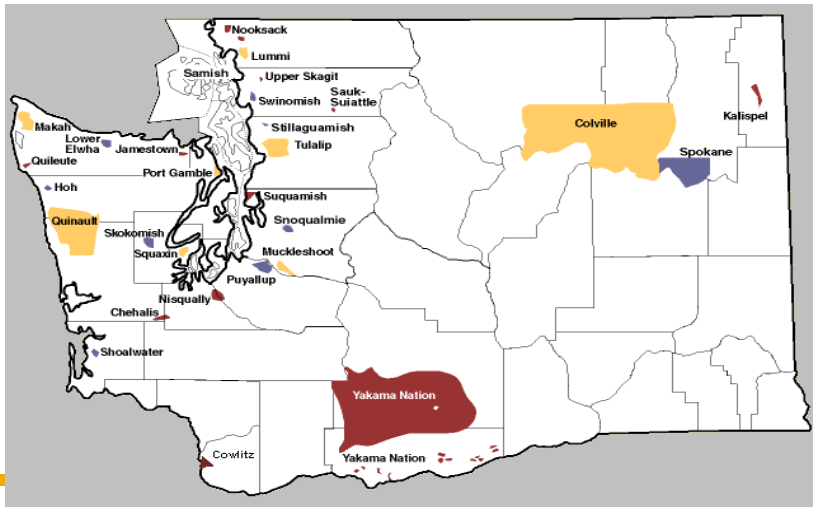 Nooksack
Lummi
Samish
Upper Skagit
Sauk-
Suiattle
Swinomish
Kalispel
Colville
Makah
Stillaguamish
Lower
Elwha
Jamestown
Tulalip
Spokane
Quileute
Port Gamble
Hoh
Suquamish
Quinault
Snoqualmie
Skokomish
Squaxin
Muckleshoot
Puyallup
Nisqually
Chehalis
Shoalwater
Yakama Nation
Cowlitz
Yakama Nation